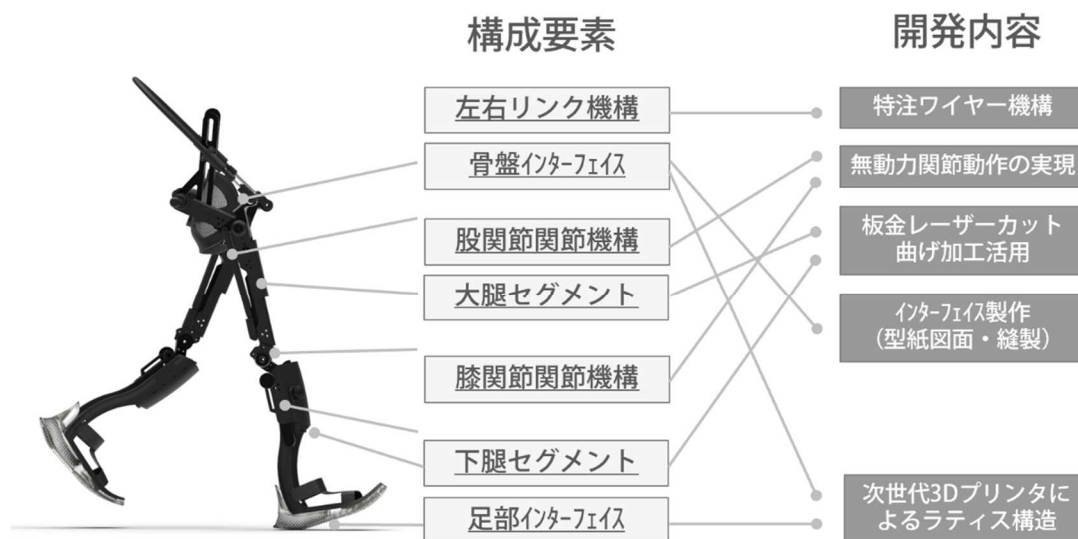 構成要素
開発内容
左右リンク機構
骨盤ｲﾝﾀｰﾌｪｲｽ
股関節関節機構
大腿セグメント
膝関節関節機構
下腿セグメント
足部ｲﾝﾀｰﾌｪｲｽ
特注ワイヤー機構
無動力関節動作の実現
板金レーザーカット
曲げ加工活用
ｲﾝﾀｰﾌｪｲｽ製作
（型紙図面・縫製）
次世代3Dプリンタに
よるラティス構造